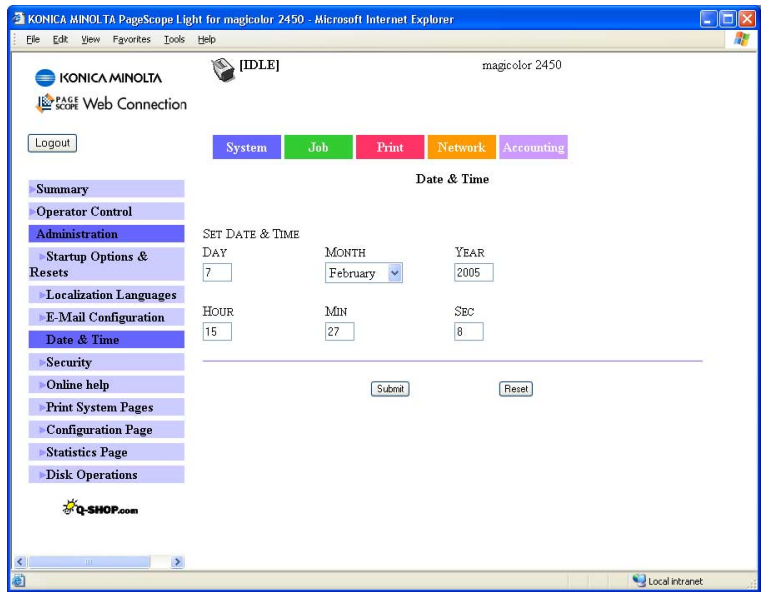 KONICA MINOLTA PageScope Light for magicolor 2450 - Microsoft Internet Explorer
File Edit View Favorites Tools Help
KONICA MINOLTA
[IDLE]
magicolor 2450
PAGE SCOPE Web Connection
Logout
System Job Print Network Accounting
Date & Time
Summary
Operator Control
Administration
Startup Options &
Resets
Localization Languages
E-Mail Configuration
Date & Time
Security
Online help
Print System Pages
Configuration Page
Statistics Page
Disk Operations
Q-SHOP.com
SET DATE & TIME
DAY MONTH YEAR
7 February 2005
HOUR MIN SEC
15 27 8
Submit Reset
Local intranet